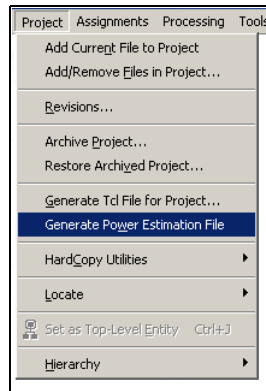 Project Assignments Processing Tools
Add Current File to Project
Add/Remove Files in Project...
Revisions...
Archive Project...
Restore Archived Project...
Generate Tcl File for Project...
Generate Power Estimation File
HardCopy Utilities
Locate
Set as Top-Level Entity Ctrl+J
Hierarchy